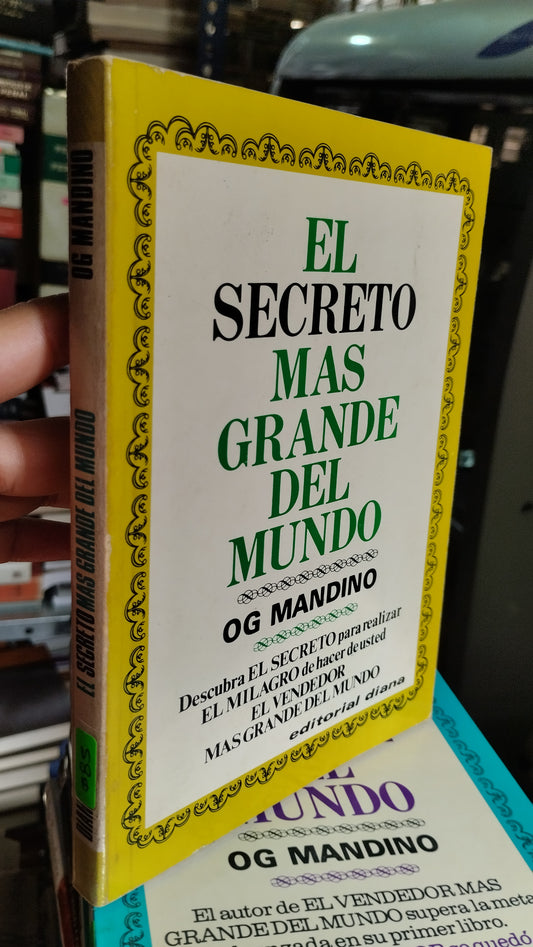 EL
SECRETO
MAS
GRANDE
DEL
MUNDO
OG MANDINO
Descubra EL SECRETO para realizar
EL MILAGRO de hacer de usted
EL VENDEDOR
MAS GRANDE DEL MUNDO
editorial diana
OG MANDINO
EL SECRETO MAS GRANDE DEL MUNDO
MUNDO
OG MANDINO
El autor de EL VENDEDOR MAS
GRANDE DEL MUNDO supera la meta
en su primer libro.